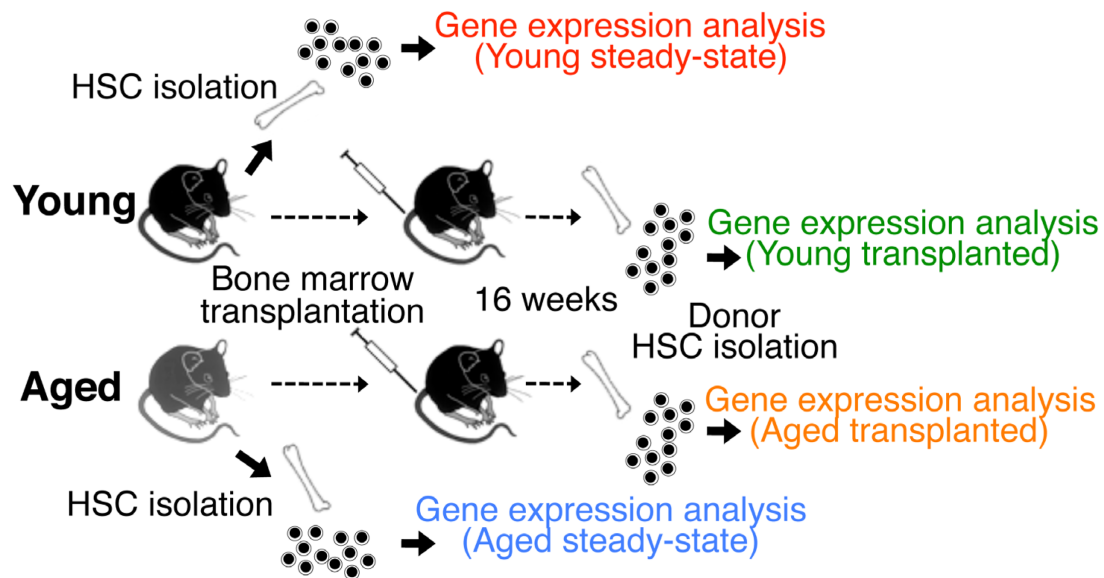 Gene expression analysis
(Young steady-state)
HSC isolation
Young
Gene expression analysis
(Young transplanted)
Bone marrow
transplantation
16 weeks
Donor
HSC isolation
Aged
Gene expression analysis
(Aged transplanted)
HSC isolation
Gene expression analysis
(Aged steady-state)